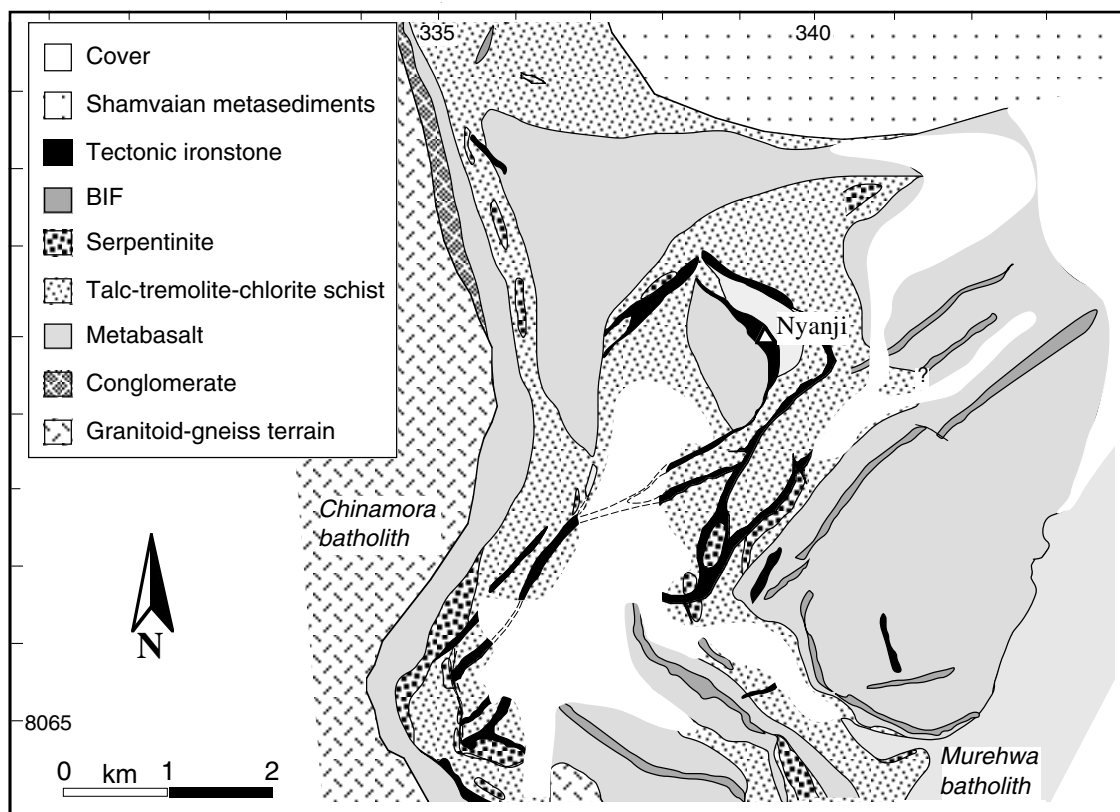 335
340
Cover
Shamvaian metasediments
Tectonic ironstone
BIF
Serpentinite
Talc-tremolite-chlorite schist
Metabasalt
Conglomerate
Granitoid-gneiss terrain
Nyanji
?
Chinamora
batholith
N
8065
0 km 1 2
Murehwa
batholith